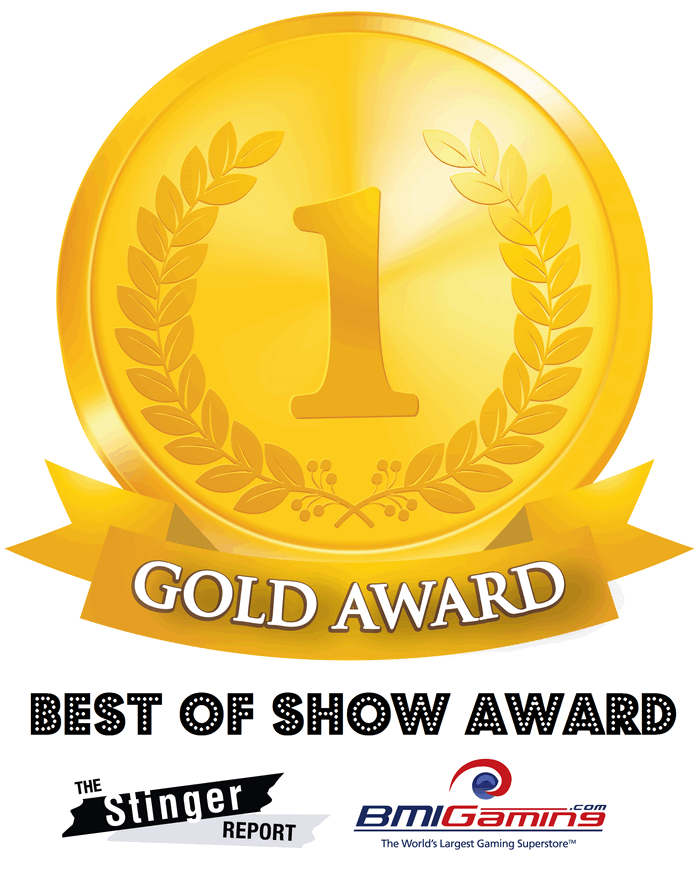 1
GOLD AWARD
BEST OF SHOW AWARD
THE
Stinger
REPORT
BMIGaming.com
The World's Largest Gaming Superstore™